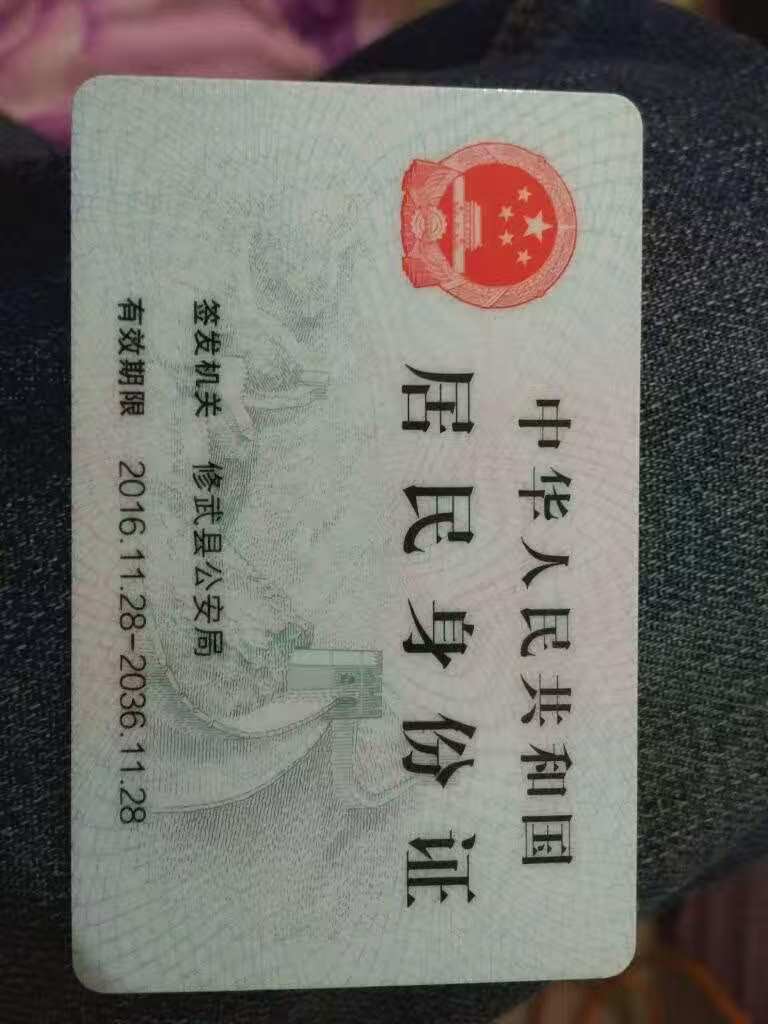 中华人民共和国
居民身份证
签发机关 修武县公安局
有效期限 2016.11.28-2036.11.28